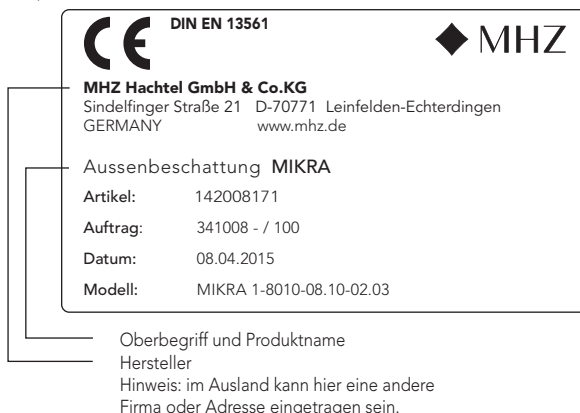 CE DIN EN 13561 MHZ
MHZ Hachtel GmbH & Co.KG
Sindelfinger Straße 21 D-70771 Leinfelden-Echterdingen
GERMANY www.mhz.de
Aussenbeschattung MIKRA
Artikel: 142008171
Auftrag: 341008 - / 100
Datum: 08.04.2015
Modell: MIKRA 1-8010-08.10-02.03
Oberbegriff und Produktname
Hersteller
Hinweis: im Ausland kann hier eine andere
Firma oder Adresse eingetragen sein.